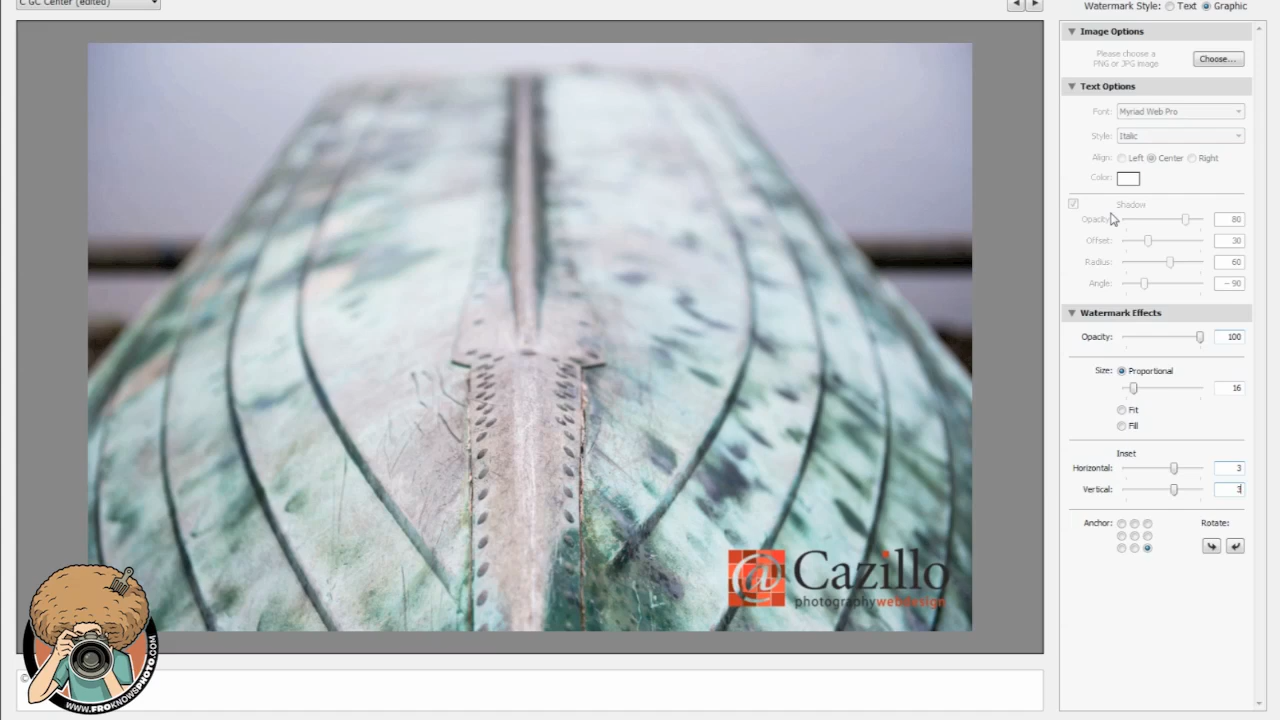 C GC Center (edited)
Watermark Style: Text Graphic
Image Options
Please choose a
PNG or JPG image
Choose...
Text Options
Font: Myriad Web Pro
Style: Italic
Align: Left Center Right
Color:
Shadow
Opacity: 80
Offset: 30
Radius: 60
Angle: - 90
Watermark Effects
Opacity: 100
Size: Proportional
16
Fit
Fill
Inset
Horizontal: 3
Vertical: 3
Anchor: Rotate:
@ Cazillo
photographywebdesign
©
WWW.FROKNOWSPHOTO.COM